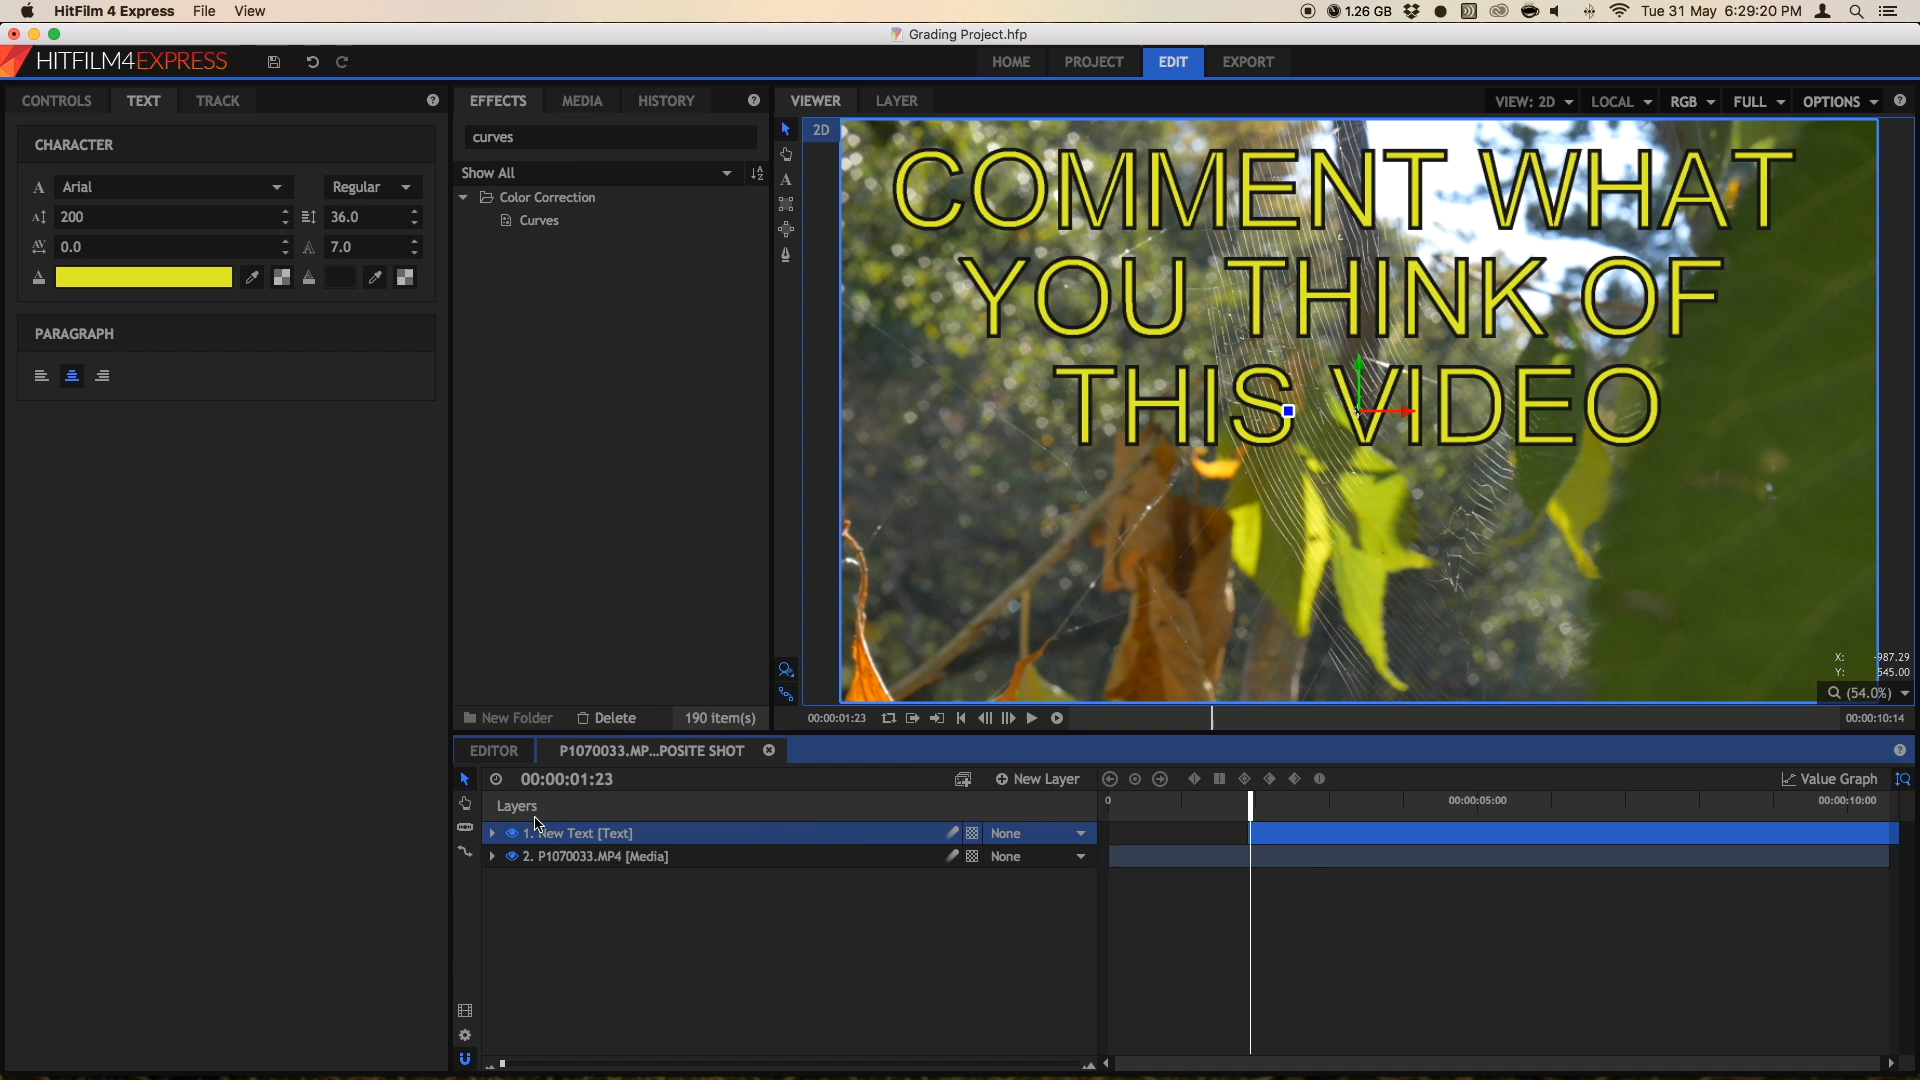 HitFilm 4 Express File View
1.26 GB
Tue 31 May 6:29:20 PM
Grading Project.hfp
HITFILM4EXPRESS
HOME PROJECT EDIT EXPORT
CONTROLS TEXT TRACK
EFFECTS MEDIA HISTORY
VIEWER LAYER
VIEW: 2D LOCAL RGB FULL OPTIONS
CHARACTER
Arial Regular
200 36.0
0.0 7.0
PARAGRAPH
curves
Show All
Color Correction
Curves
New Folder Delete 190 item(s)
2D
COMMENT WHAT
YOU THINK OF
THIS VIDEO
X: -987.29
Y: 545.00
(54.0%)
00:00:01:23
00:00:10:14
EDITOR P1070033.MP...POSITE SHOT
00:00:01:23 New Layer Value Graph
Layers
0 00:00:05:00 00:00:10:00
1. New Text [Text] None
2. P1070033.MP4 [Media] None